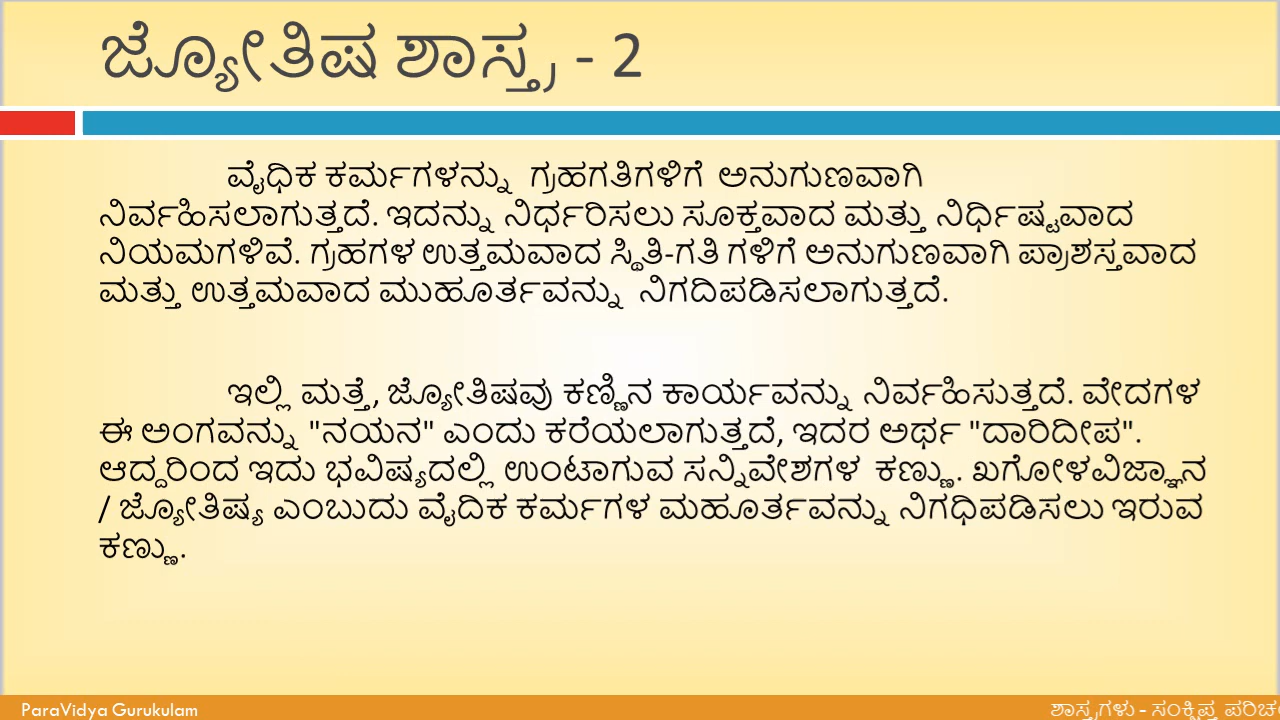 ಜ್ಯೋತಿಷ ಶಾಸ್ತ್ರ - 2
ವೈಧಿಕ ಕರ್ಮಗಳನ್ನು ಗ್ರಹಗತಿಗಳಿಗೆ ಅನುಗುಣವಾಗಿ
ನಿರ್ವಹಿಸಲಾಗುತ್ತದೆ. ಇದನ್ನು ನಿರ್ಧರಿಸಲು ಸೂಕ್ತವಾದ ಮತ್ತು ನಿರ್ಧಿಷ್ಟವಾದ
ನಿಯಮಗಳಿವೆ. ಗ್ರಹಗಳ ಉತ್ತಮವಾದ ಸ್ಥಿತಿ-ಗತಿ ಗಳಿಗೆ ಅನುಗುಣವಾಗಿ ಪ್ರಾಶಸ್ತವಾದ
ಮತ್ತು ಉತ್ತಮವಾದ ಮುಹೂರ್ತವನ್ನು ನಿಗದಿಪಡಿಸಲಾಗುತ್ತದೆ.
ಇಲ್ಲಿ ಮತ್ತೆ, ಜ್ಯೋತಿಷವು ಕಣ್ಣಿನ ಕಾರ್ಯವನ್ನು ನಿರ್ವಹಿಸುತ್ತದೆ. ವೇದಗಳ
ಈ ಅಂಗವನ್ನು "ನಯನ" ಎಂದು ಕರೆಯಲಾಗುತ್ತದೆ, ಇದರ ಅರ್ಥ "ದಾರಿದೀಪ".
ಆದ್ದರಿಂದ ಇದು ಭವಿಷ್ಯದಲ್ಲಿ ಉಂಟಾಗುವ ಸನ್ನಿವೇಶಗಳ ಕಣ್ಣು. ಖಗೋಳವಿಜ್ಞಾನ
/ ಜ್ಯೋತಿಷ್ಯ ಎಂಬುದು ವೈದಿಕ ಕರ್ಮಗಳ ಮಹೂರ್ತವನ್ನು ನಿಗಧಿಪಡಿಸಲು ಇರುವ
ಕಣ್ಣು.
ParaVidya Gurukulam
ಶಾಸ್ತ್ರಗಳು - ಸಂಕ್ಷಿಪ್ತ